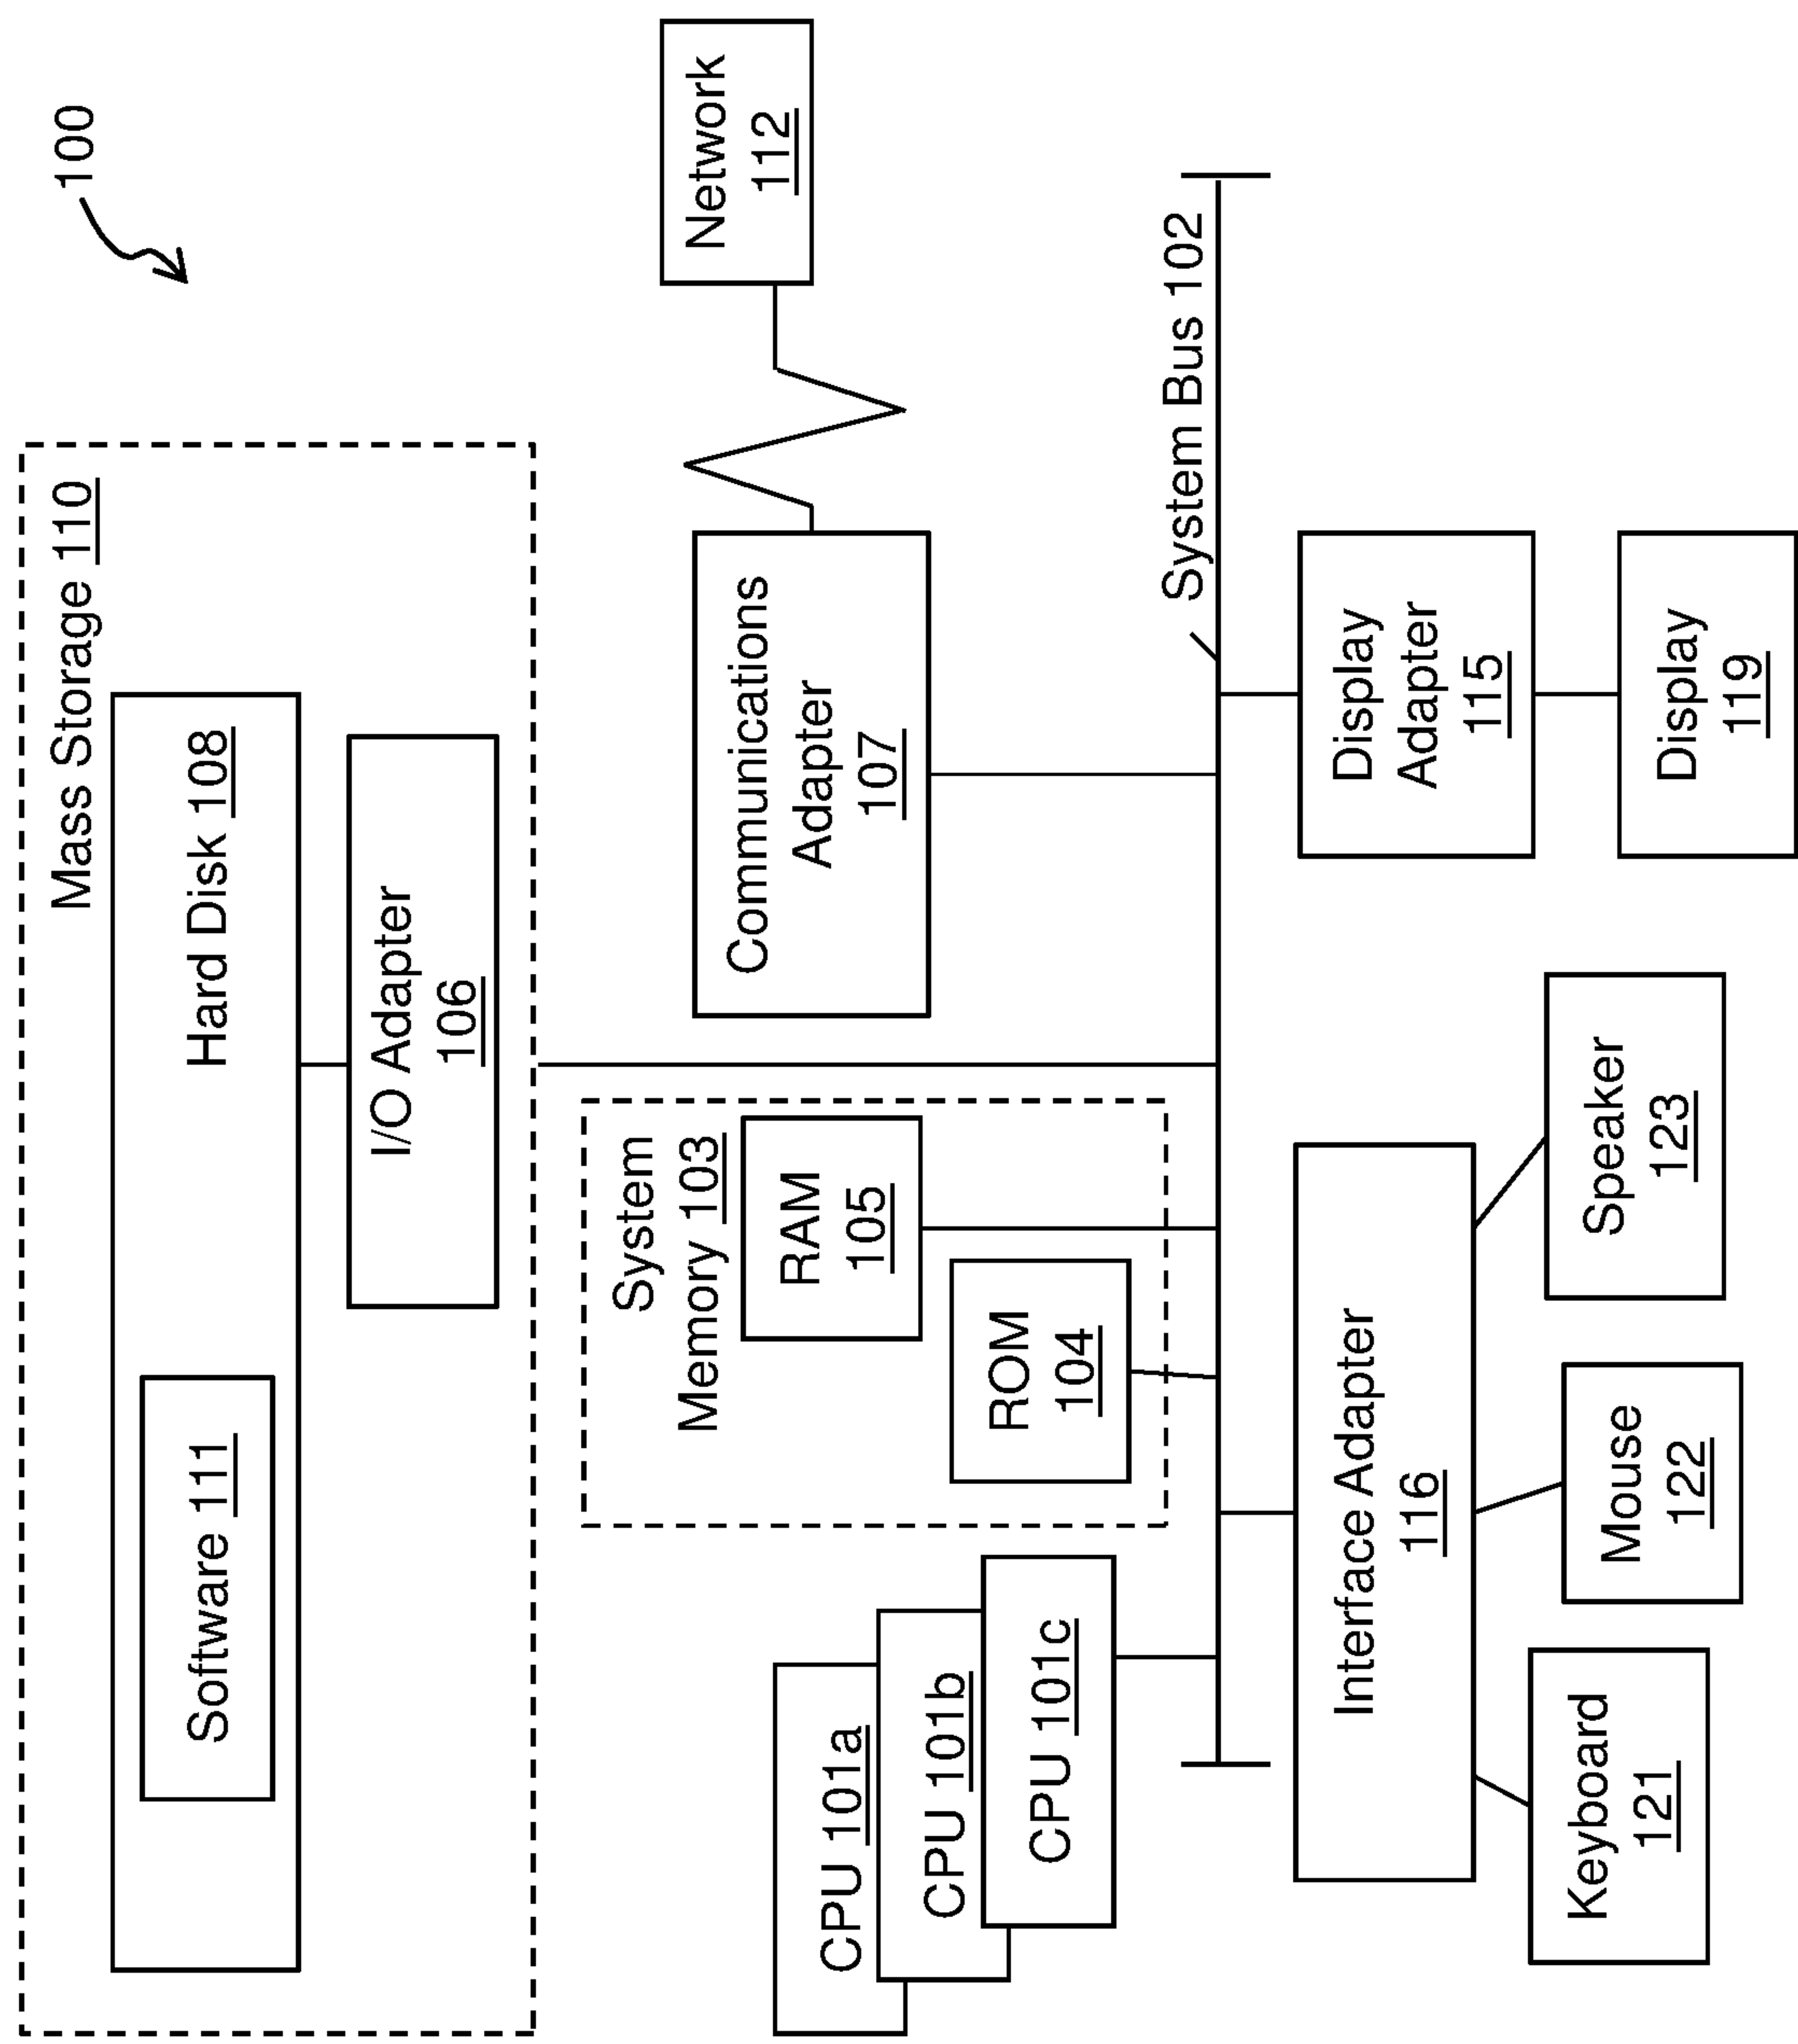 100
Mass Storage 110
Hard Disk 108
Software 111
I/O Adapter
106
System
Memory 103
RAM
105
ROM
104
Communications
Adapter
107
Network
112
CPU 101a
CPU 101b
CPU 101c
System Bus 102
Interface Adapter
116
Display
Adapter
115
Keyboard
121
Mouse
122
Speaker
123
Display
119